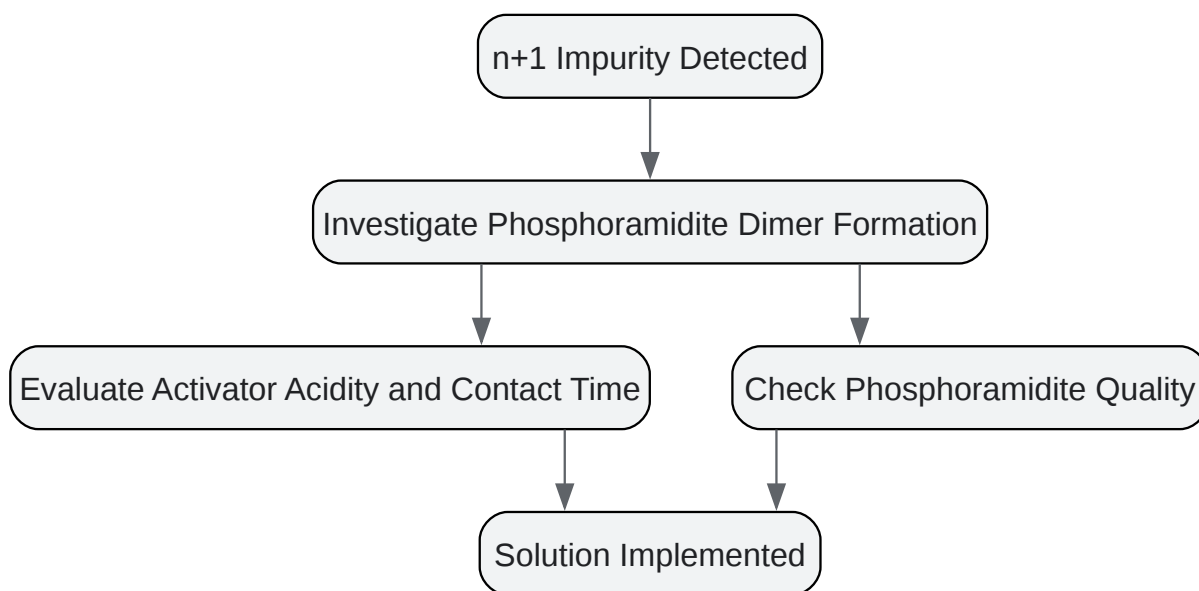 n+1 Impurity Detected
Investigate Phosphoramidite Dimer Formation
Evaluate Activator Acidity and Contact Time
Check Phosphoramidite Quality
Solution Implemented